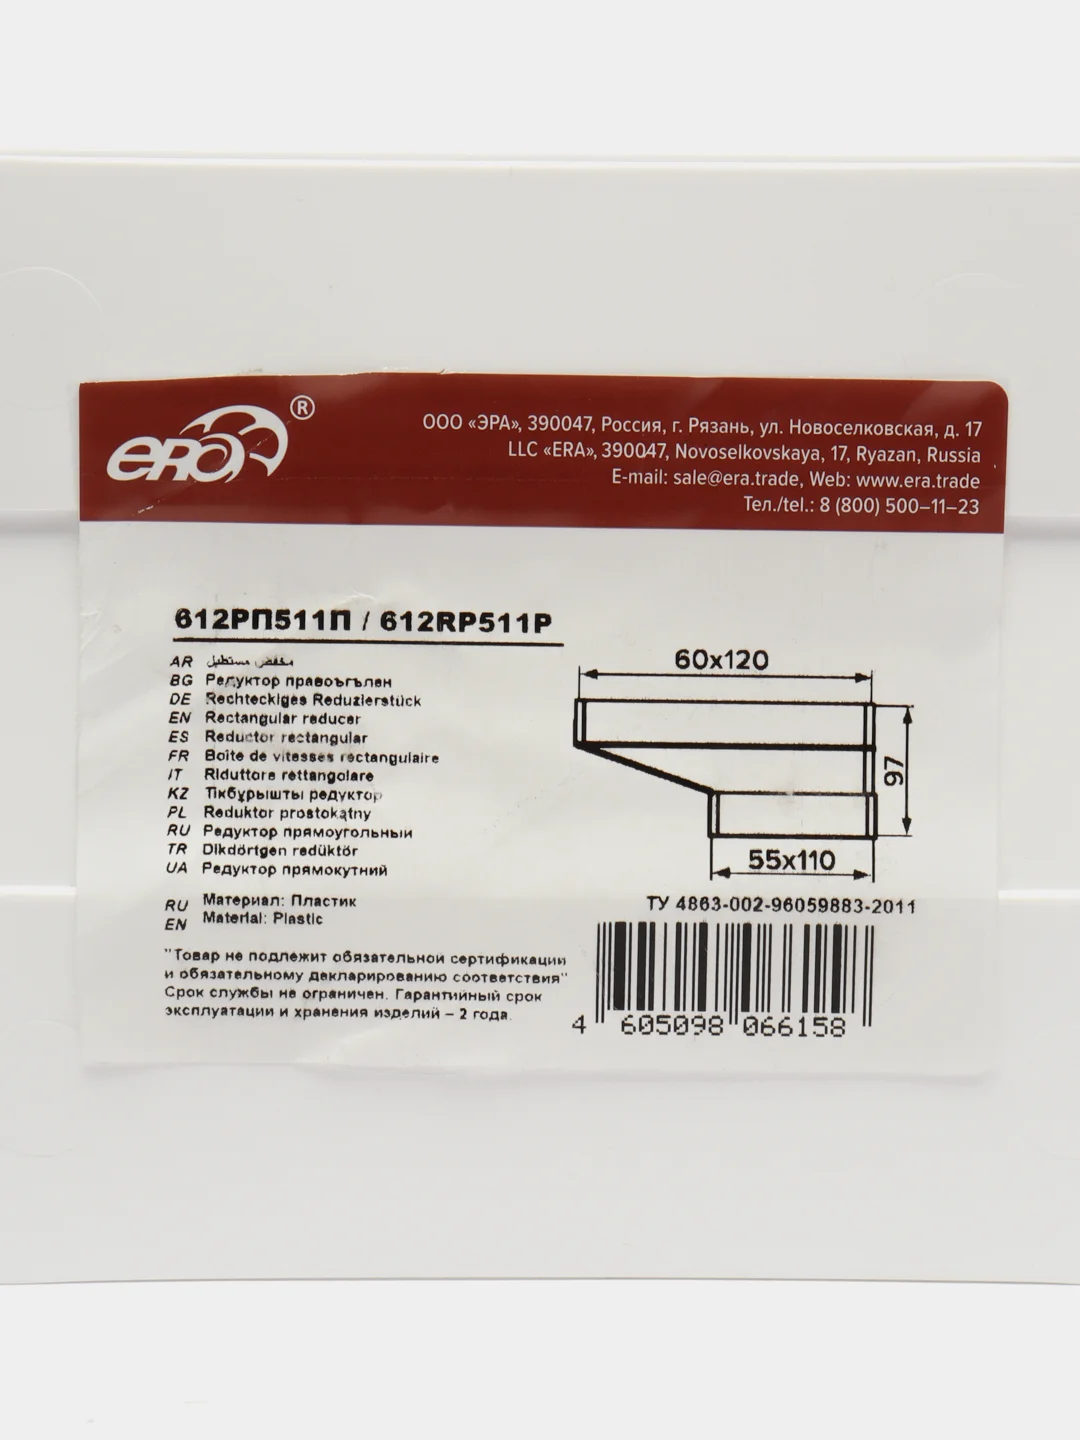 era
®
ООО «ЭРА», 390047, Россия, г. Рязань, ул. Новоселковская, д. 17
LLC «ERA», 390047, Novoselkovskaya, 17, Ryazan, Russia
E-mail: sale@era.trade, Web: www.era.trade
Тел./tel.: 8 (800) 500–11–23
612РП511П / 612RP511P
AR مخفض مستطيل
BG Редуктор правоъгълен
DE Rechteckiges Reduzierstück
EN Rectangular reducer
ES Reductor rectangular
FR Boîte de vitesses rectangulaire
IT Riduttore rettangolare
KZ Тікбұрышты редуктор
PL Reduktor prostokątny
RU Редуктор прямоугольный
TR Dikdörtgen redüktör
UA Редуктор прямокутний
RU Материал: Пластик
EN Material: Plastic
"Товар не подлежит обязательной сертификации
и обязательному декларированию соответствия"
Срок службы не ограничен. Гарантийный срок
эксплуатации и хранения изделий – 2 года.
60x120
97
55x110
ТУ 4863-002-96059883-2011
4 605098 066158